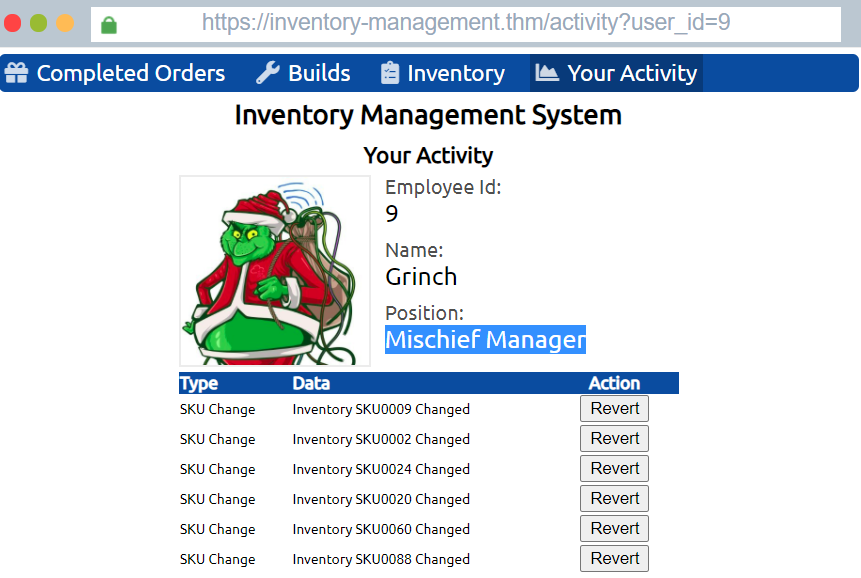 https://inventory-management.thm/activity?user_id=9
Completed Orders Builds Inventory Your Activity
Inventory Management System
Your Activity
Employee Id:
9
Name:
Grinch
Position:
Mischief Manager
Type Data Action
SKU Change Inventory SKU0009 Changed Revert
SKU Change Inventory SKU0002 Changed Revert
SKU Change Inventory SKU0024 Changed Revert
SKU Change Inventory SKU0020 Changed Revert
SKU Change Inventory SKU0060 Changed Revert
SKU Change Inventory SKU0088 Changed Revert